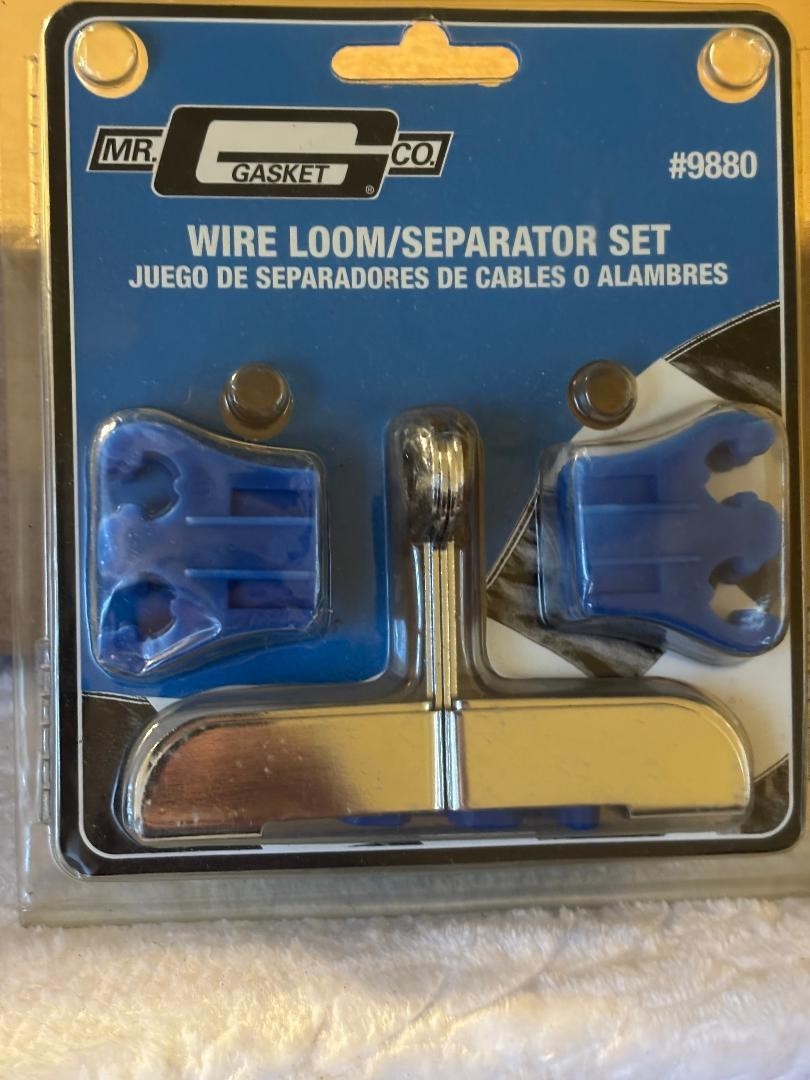 MR. GASKET CO.
®
#9880
WIRE LOOM/SEPARATOR SET
JUEGO DE SEPARADORES DE CABLES O ALAMBRES